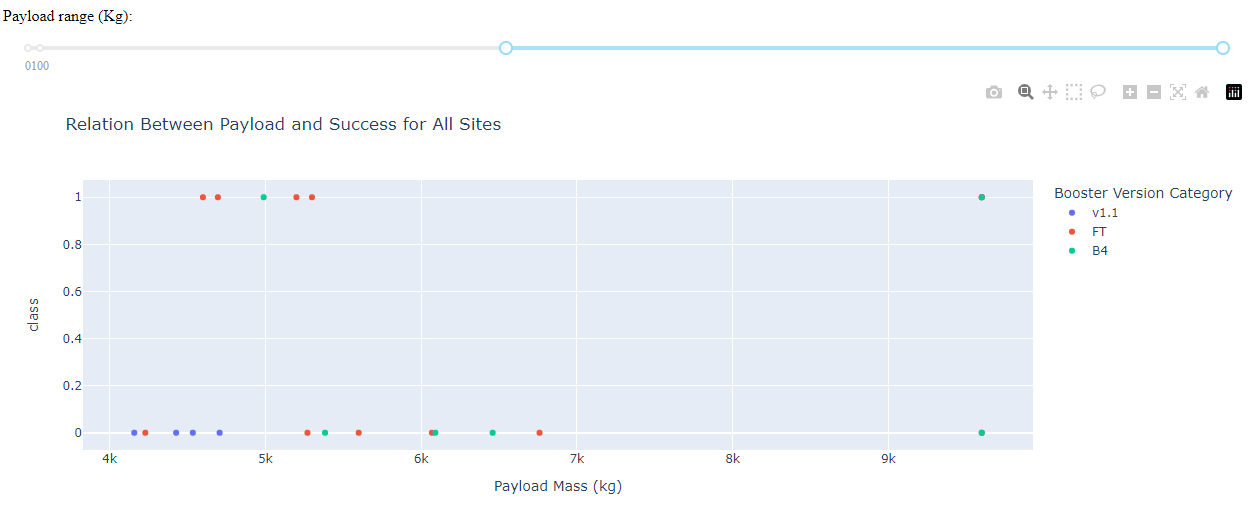 Payload range (Kg):
0100
Relation Between Payload and Success for All Sites
Booster Version Category
v1.1
FT
B4
1
0.8
0.6
0.4
0.2
0
class
4k 5k 6k 7k 8k 9k
Payload Mass (kg)